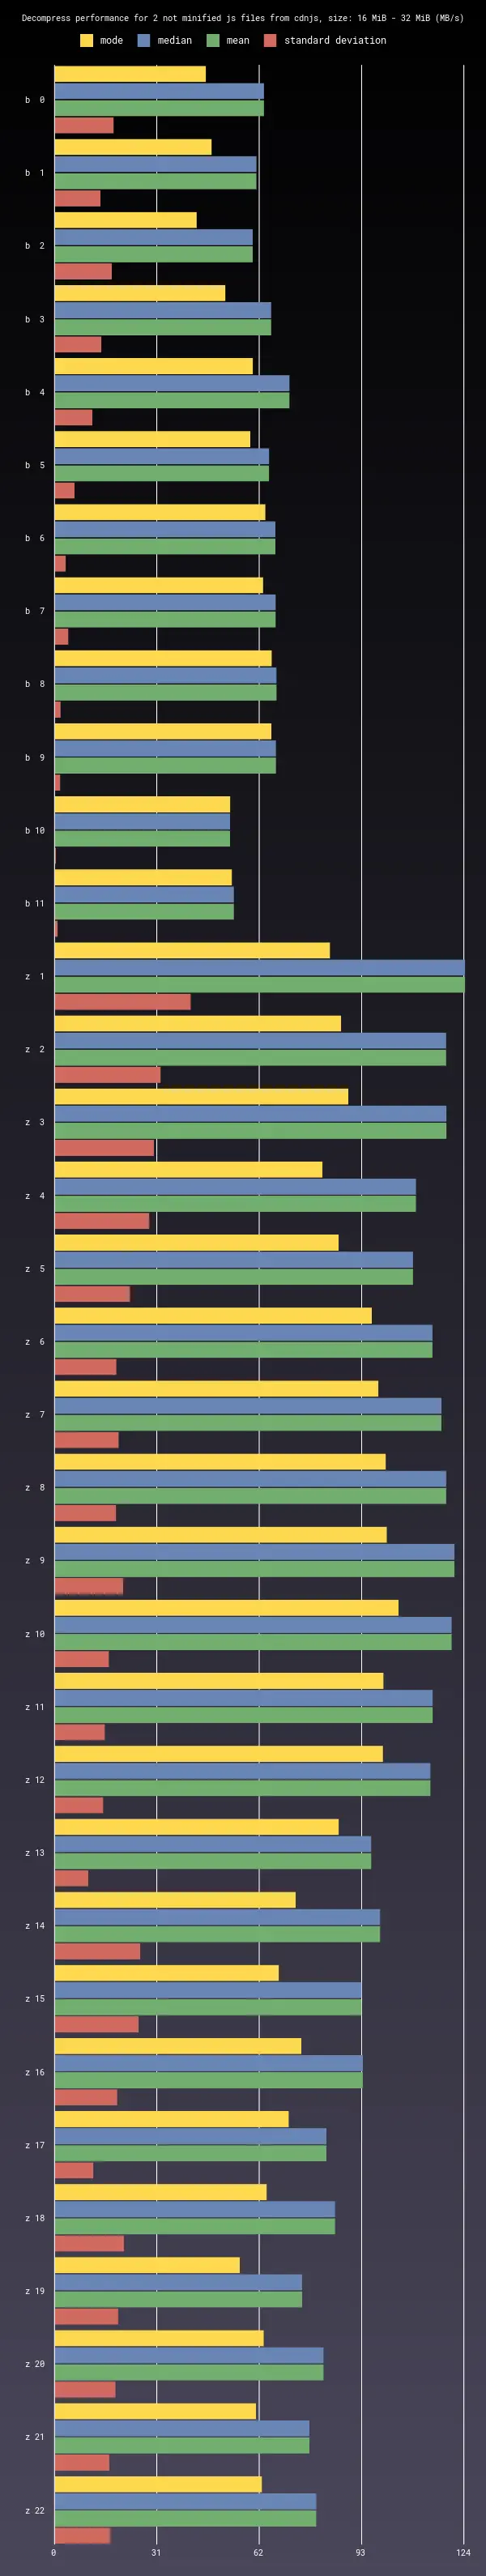 Decompress performance for 2 not minified js files from cdnjs, size: 16 MiB - 32 MiB (MB/s)
mode median mean standard deviation
b 0
b 1
b 2
b 3
b 4
b 5
b 6
b 7
b 8
b 9
b 10
b 11
z 1
z 2
z 3
z 4
z 5
z 6
z 7
z 8
z 9
z 10
z 11
z 12
z 13
z 14
z 15
z 16
z 17
z 18
z 19
z 20
z 21
z 22
0 31 62 93 124